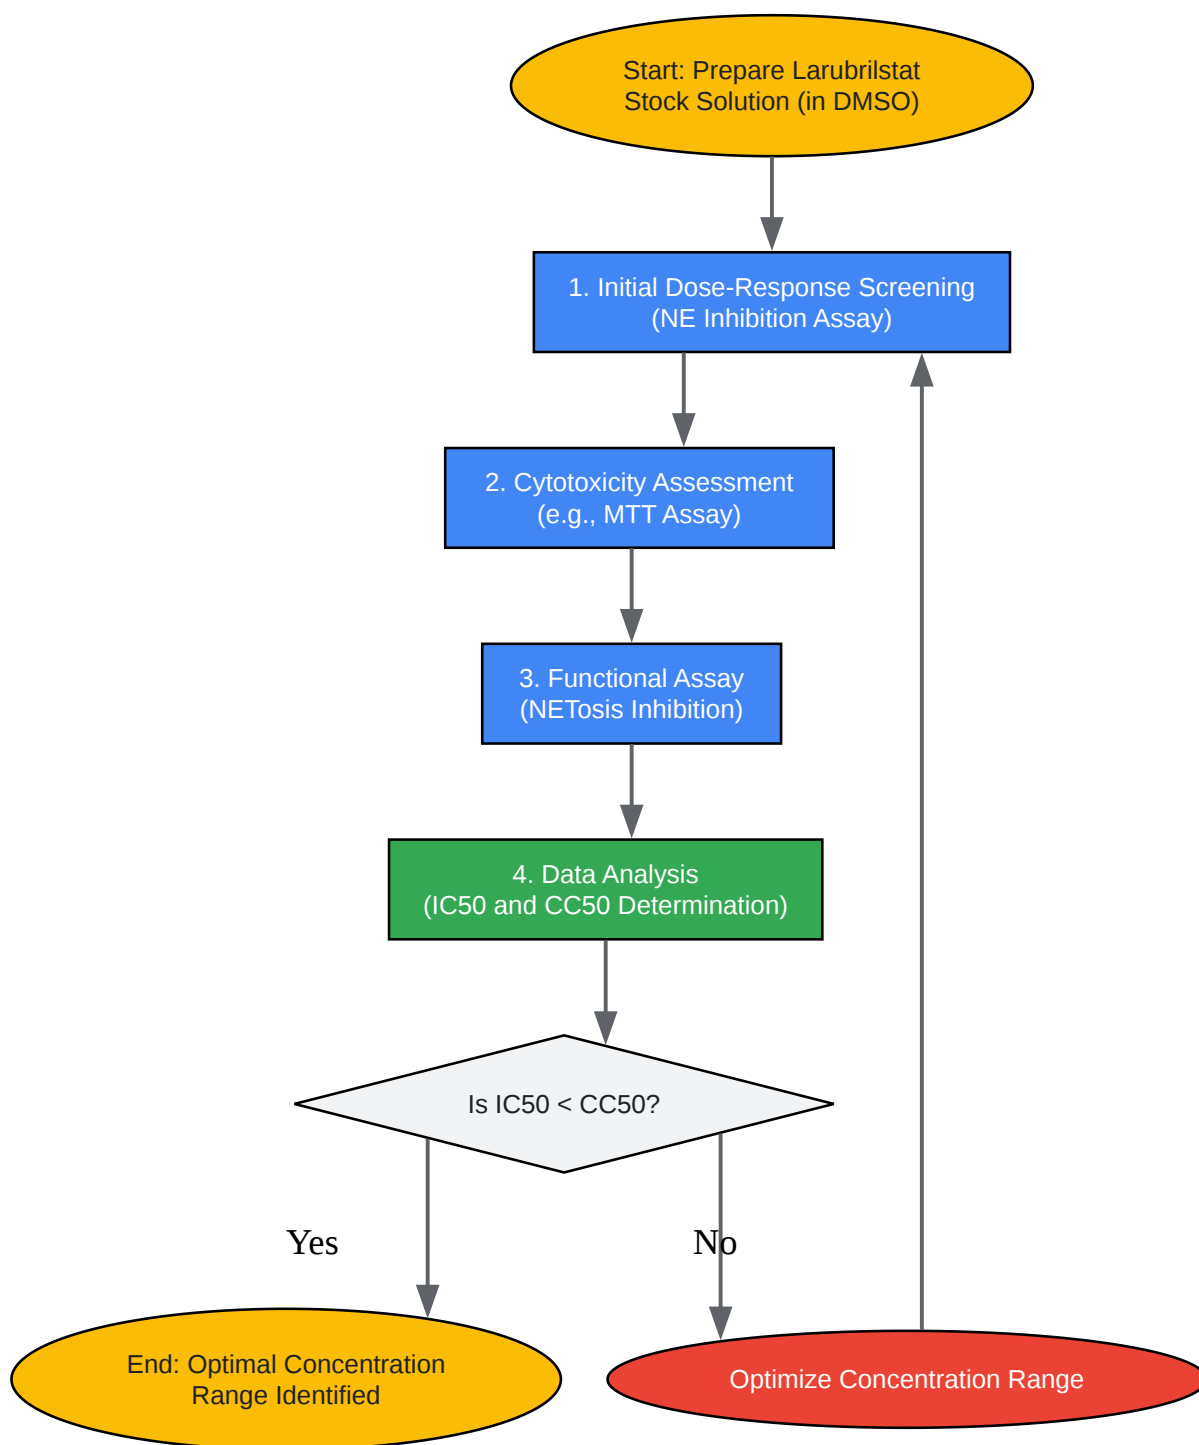 Start: Prepare Larubrilstat
Stock Solution (in DMSO)
1. Initial Dose-Response Screening
(NE Inhibition Assay)
2. Cytotoxicity Assessment
(e.g., MTT Assay)
3. Functional Assay
(NETosis Inhibition)
4. Data Analysis
(IC50 and CC50 Determination)
Is IC50 < CC50?
Yes
No
End: Optimal Concentration
Range Identified
Optimize Concentration Range